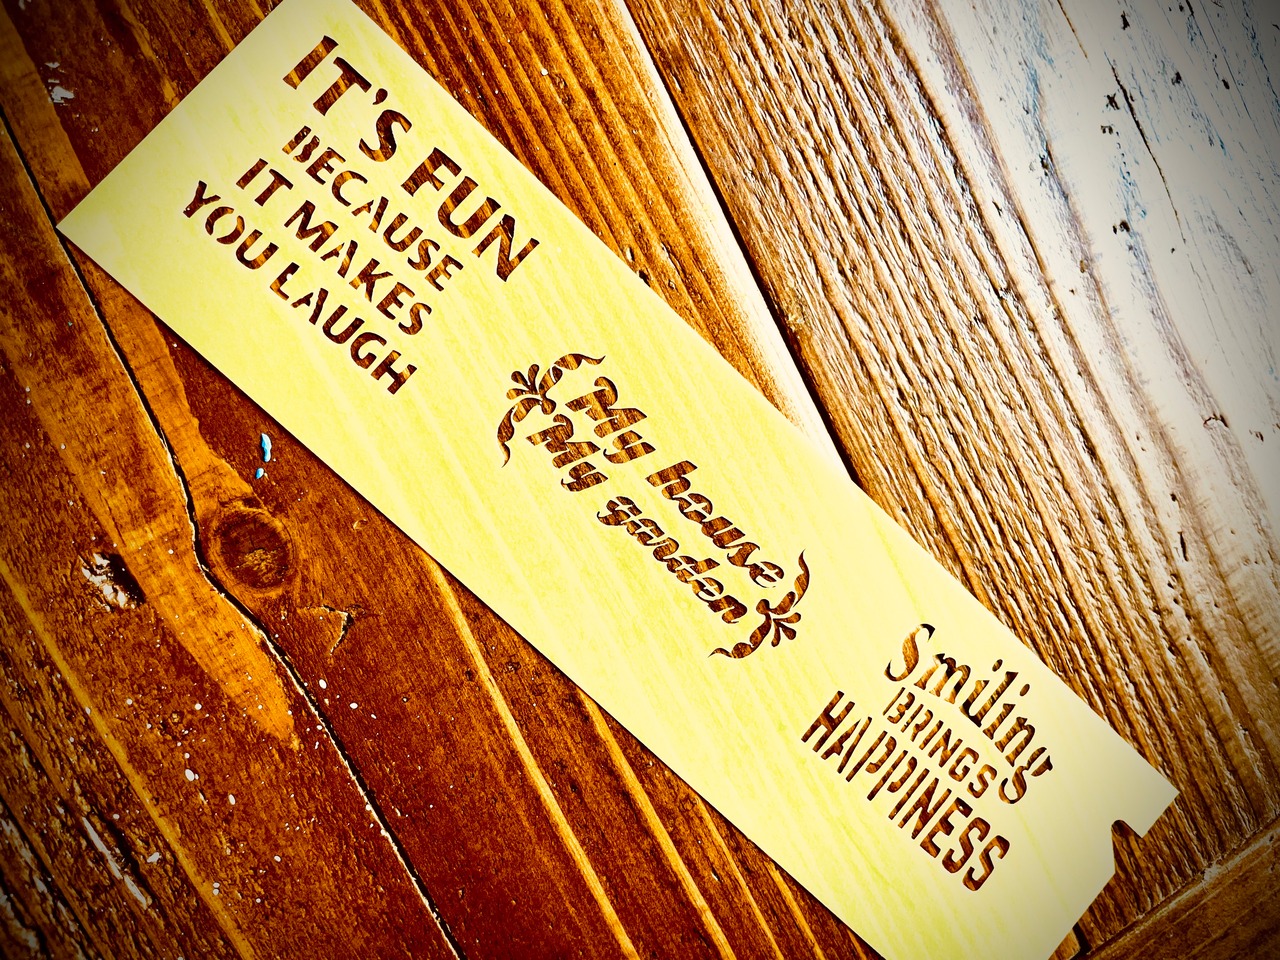 IT'S FUN
BECAUSE
IT MAKES
YOU LAUGH
My house
My garden
Smiling
BRINGS
HAPPINESS